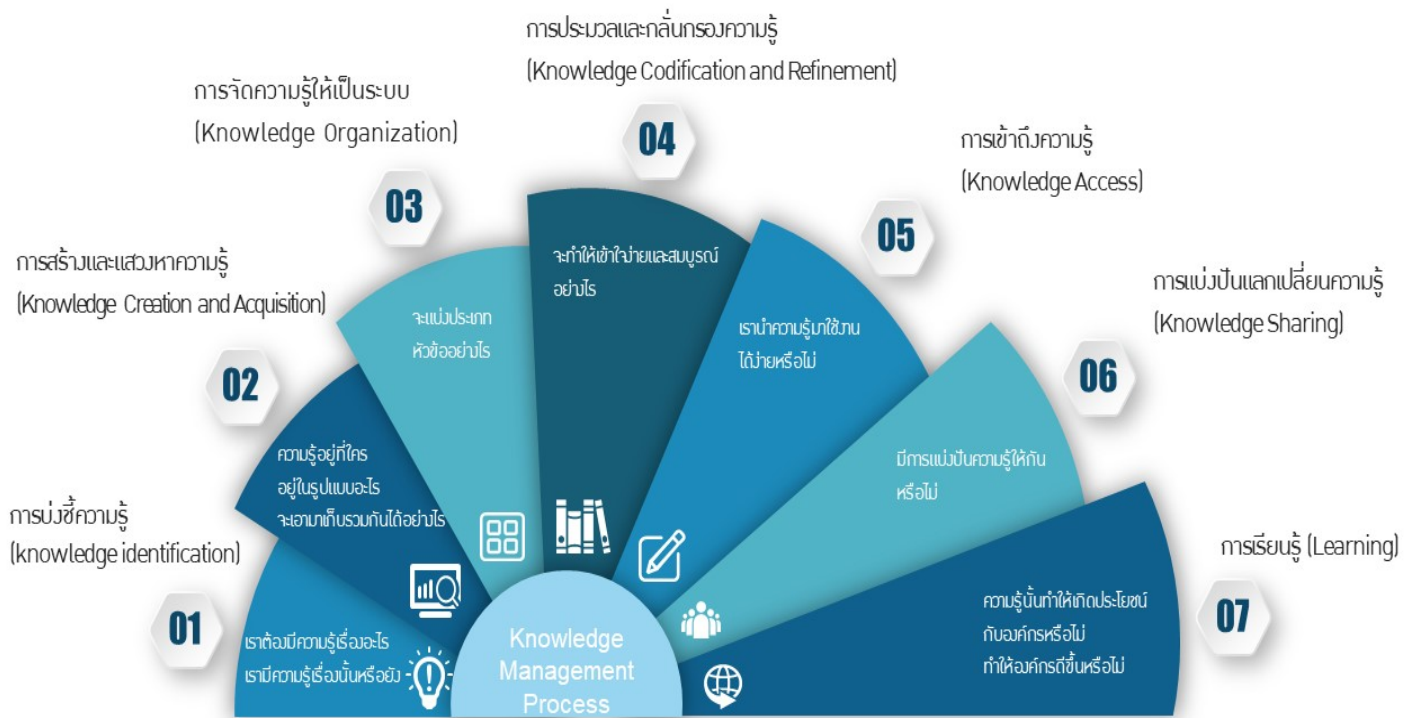 การบ่งชี้ความรู้
(knowledge identification)
01
เราต้องมีความรู้เรื่องอะไร
เรามีความรู้เรื่องนั้นหรือยัง
การสร้างและแสวงหาความรู้
(Knowledge Creation and Acquisition)
02
ความรู้อยู่ที่ใคร
อยู่ในรูปแบบอะไร
จะเอามาเก็บรวมกันได้อย่างไร
การจัดความรู้ให้เป็นระบบ
(Knowledge Organization)
03
จะแบ่งประเภท
หัวข้ออย่างไร
การประมวลและกลั่นกรองความรู้
(Knowledge Codification and Refinement)
04
จะทำให้เข้าใจง่ายและสมบูรณ์
อย่างไร
การเข้าถึงความรู้
(Knowledge Access)
05
เรานำความรู้มาใช้งาน
ได้ง่ายหรือไม่
การแบ่งปันแลกเปลี่ยนความรู้
(Knowledge Sharing)
06
มีการแบ่งปันความรู้ให้กัน
หรือไม่
การเรียนรู้ (Learning)
07
ความรู้นั้นทำให้เกิดประโยชน์
กับองค์กรหรือไม่
ทำให้องค์กรดีขึ้นหรือไม่
Knowledge
Management
Process